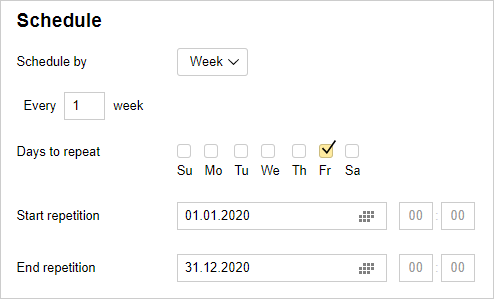 Schedule
Schedule by Week
Every 1 week
Days to repeat
Su Mo Tu We Th Fr Sa
Start repetition 01.01.2020 00 : 00
End repetition 31.12.2020 00 : 00